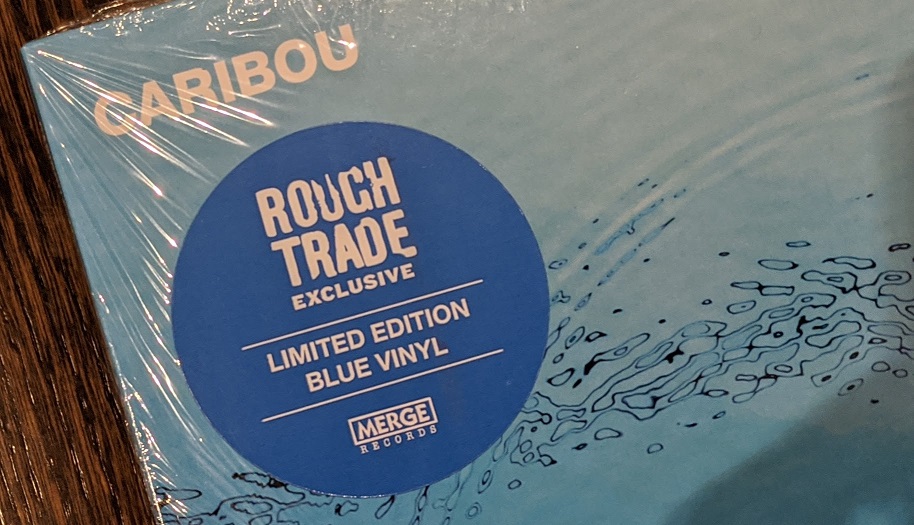 CARIBOU
ROUGH
TRADE
EXCLUSIVE
LIMITED EDITION
BLUE VINYL
MERGE
RECORDS